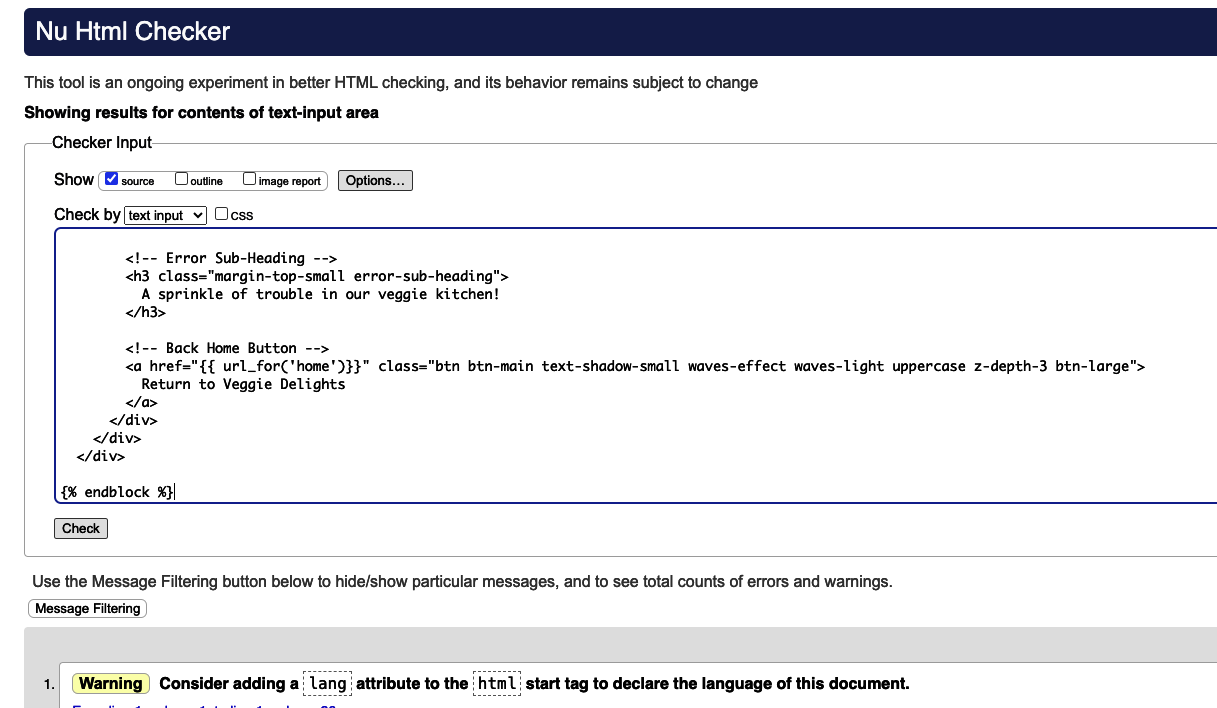 Nu Html Checker
This tool is an ongoing experiment in better HTML checking, and its behavior remains subject to change
Showing results for contents of text-input area
Checker Input
Show source outline image report Options...
Check by text input css
<!-- Error Sub-Heading -->
<h3 class="margin-top-small error-sub-heading">
A sprinkle of trouble in our veggie kitchen!
</h3>
<!-- Back Home Button -->
<a href="{{ url_for('home')}}" class="btn btn-main text-shadow-small waves-effect waves-light uppercase z-depth-3 btn-large">
Return to Veggie Delights
</a>
</div>
</div>
</div>
{% endblock %}
Check
Use the Message Filtering button below to hide/show particular messages, and to see total counts of errors and warnings.
Message Filtering
1. Warning Consider adding a lang attribute to the html start tag to declare the language of this document.